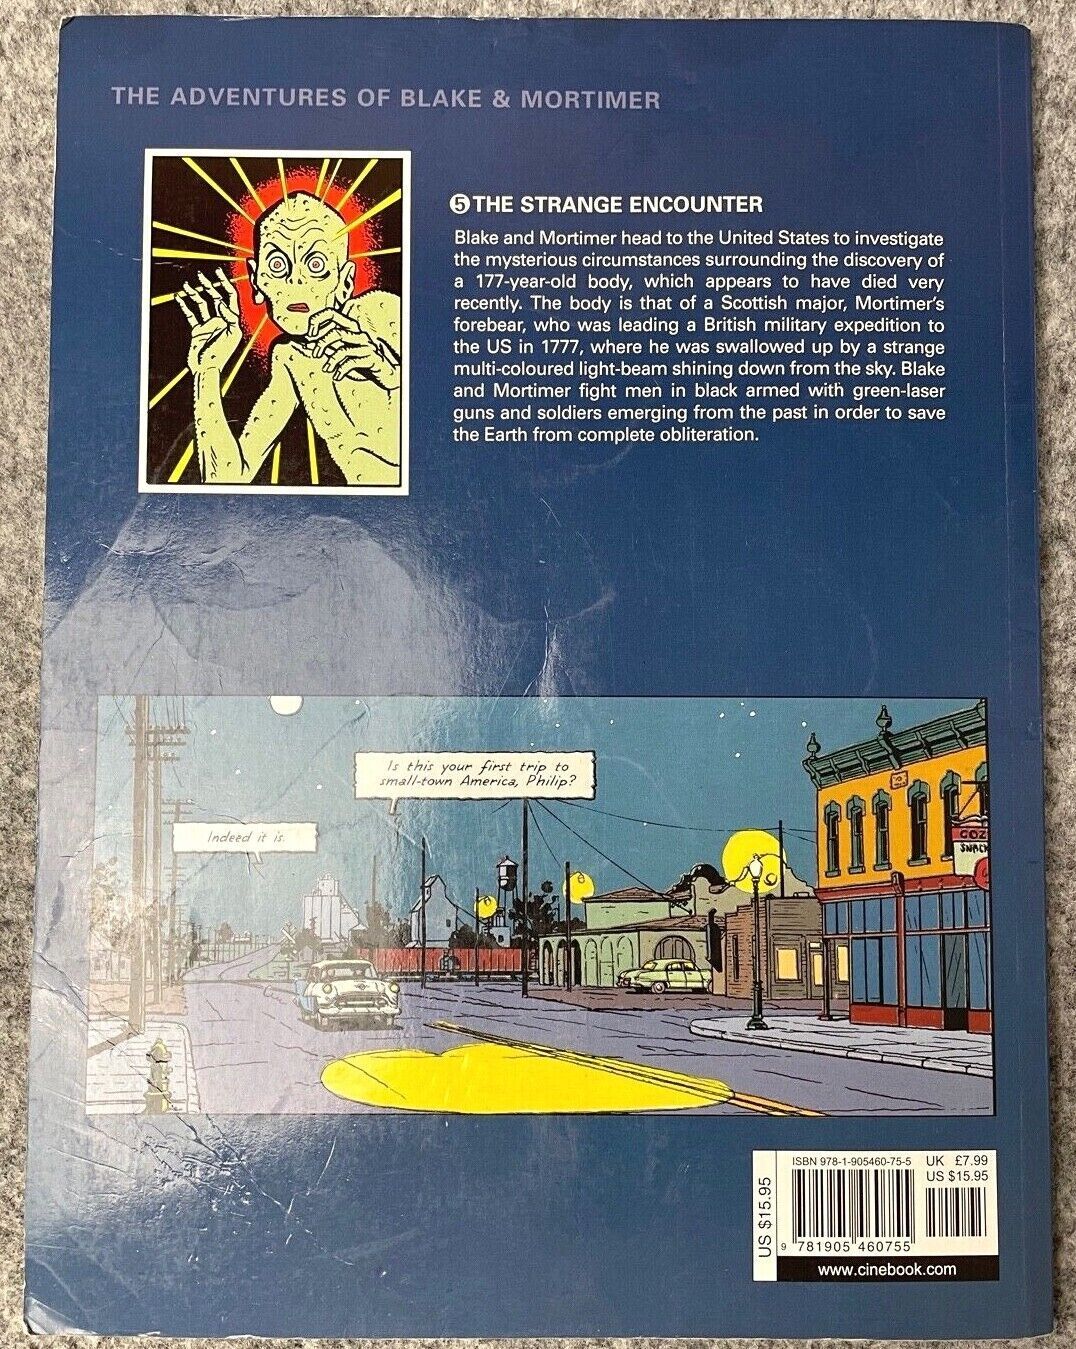 THE ADVENTURES OF BLAKE & MORTIMER
5 THE STRANGE ENCOUNTER
Blake and Mortimer head to the United States to investigate
the mysterious circumstances surrounding the discovery of
a 177-year-old body, which appears to have died very
recently. The body is that of a Scottish major, Mortimer's
forebear, who was leading a British military expedition to
the US in 1777, where he was swallowed up by a strange
multi-coloured light-beam shining down from the sky. Blake
and Mortimer fight men in black armed with green-laser
guns and soldiers emerging from the past in order to save
the Earth from complete obliteration.
Is this your first trip to
small-town America, Philip?
Indeed it is.
COZ
SNACK
US $15.95
ISBN 978-1-905460-75-5
UK £7.99
US $15.95
9 781905 460755
www.cinebook.com